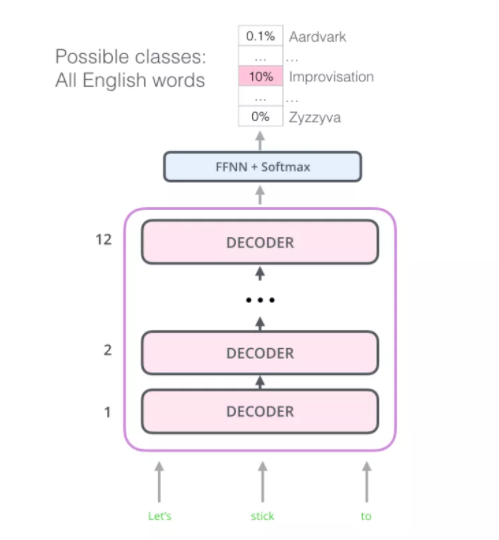 Possible classes:
All English words
0.1% Aardvark
... ...
10% Improvisation
... ...
0% Zyzzyva
FFNN + Softmax
12 DECODER
...
2 DECODER
1 DECODER
Let's stick to